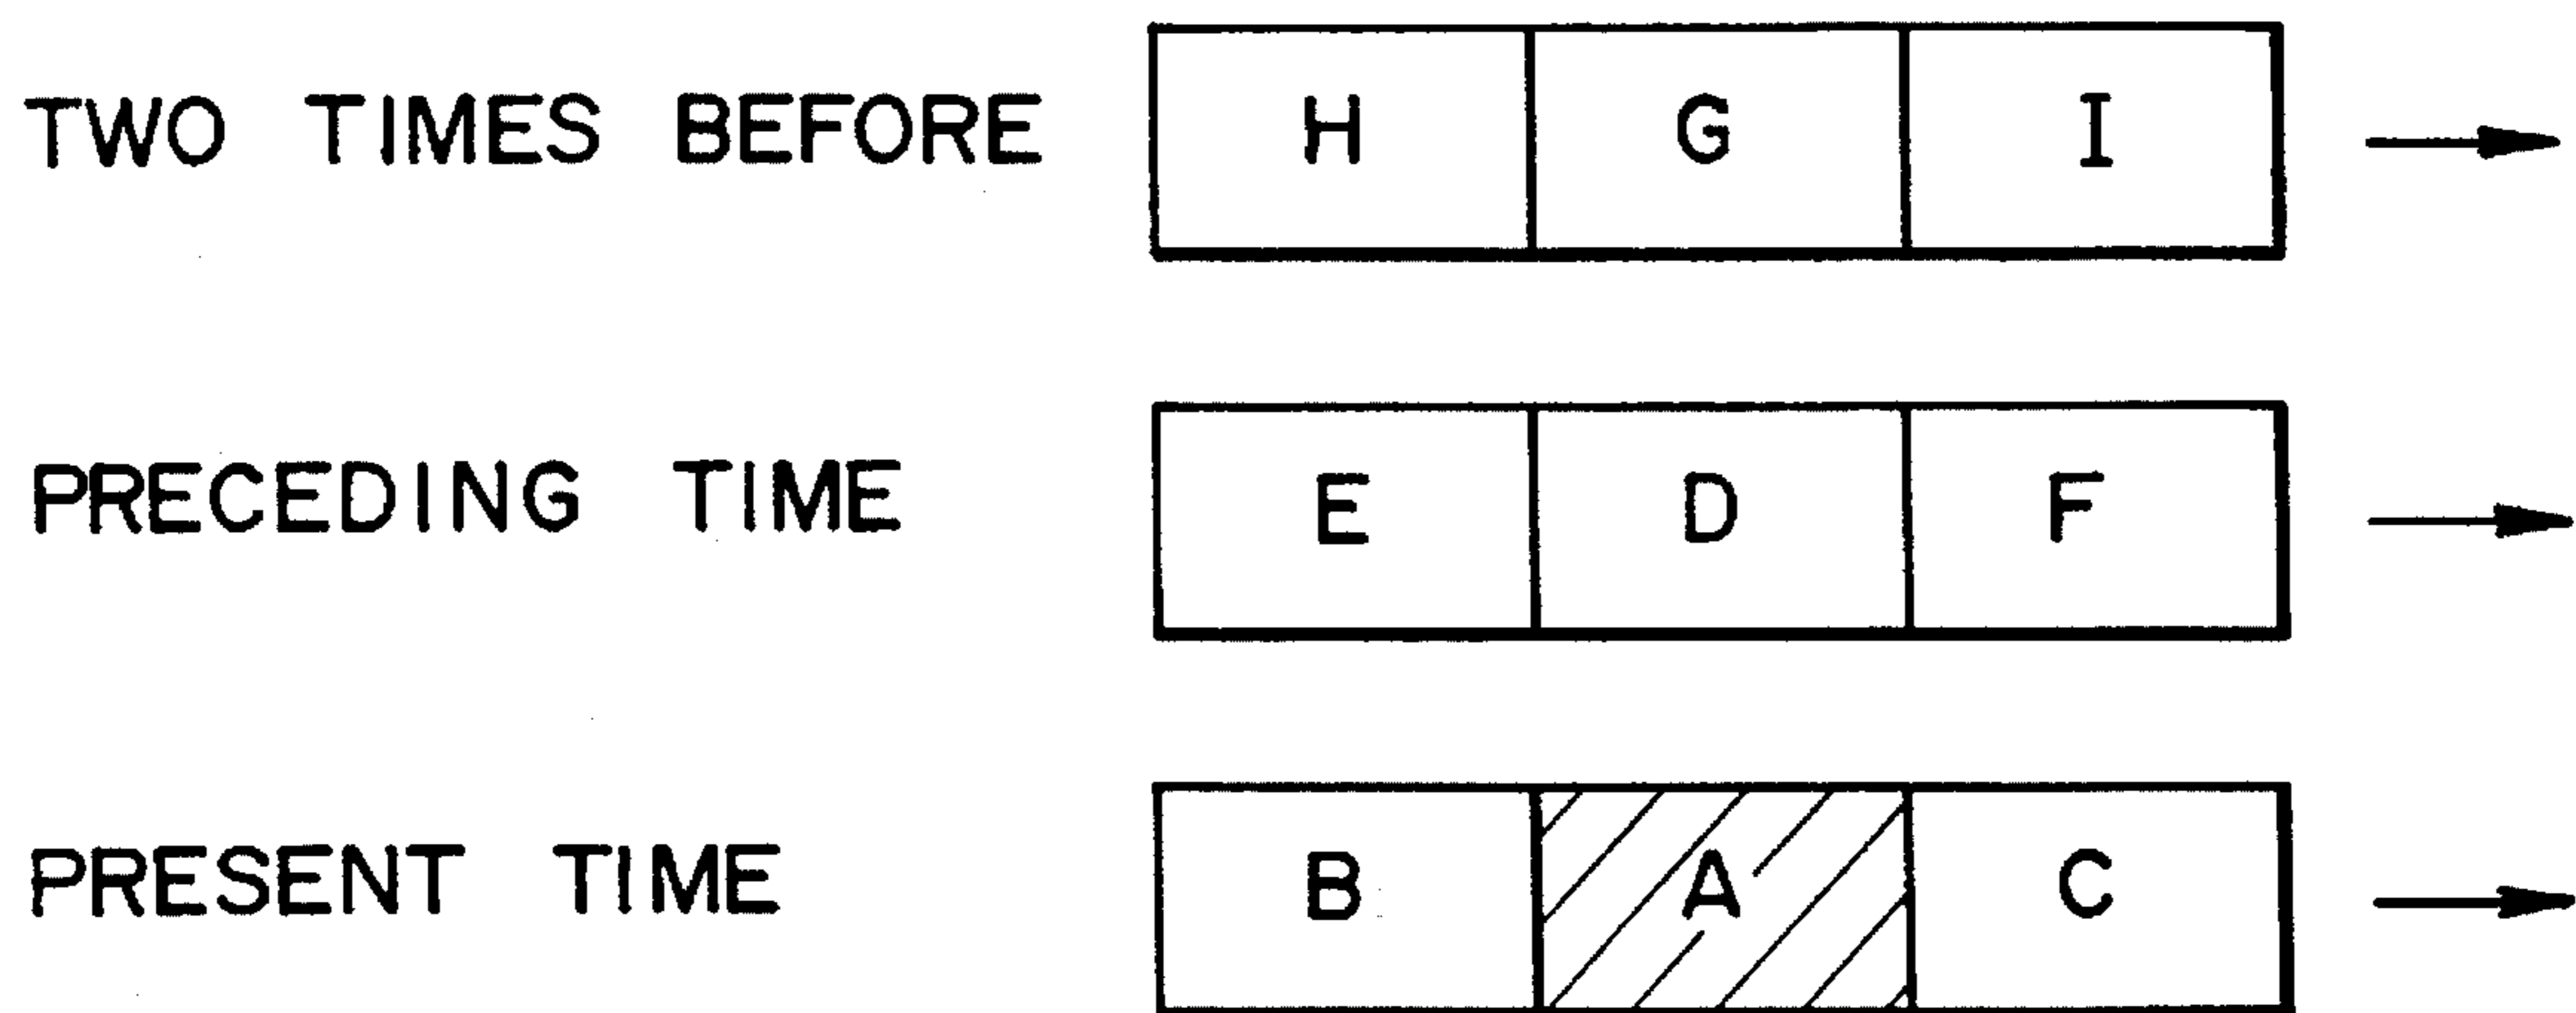 TWO TIMES BEFORE H G I
PRECEDING TIME E D F
PRESENT TIME B A C